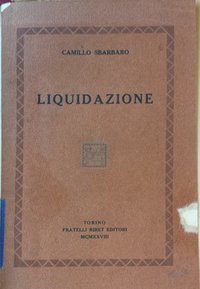 CAMILLO SBARBARO
LIQUIDAZIONE
TORINO
FRATELLI RIBET EDITORI
MCMXXVIII